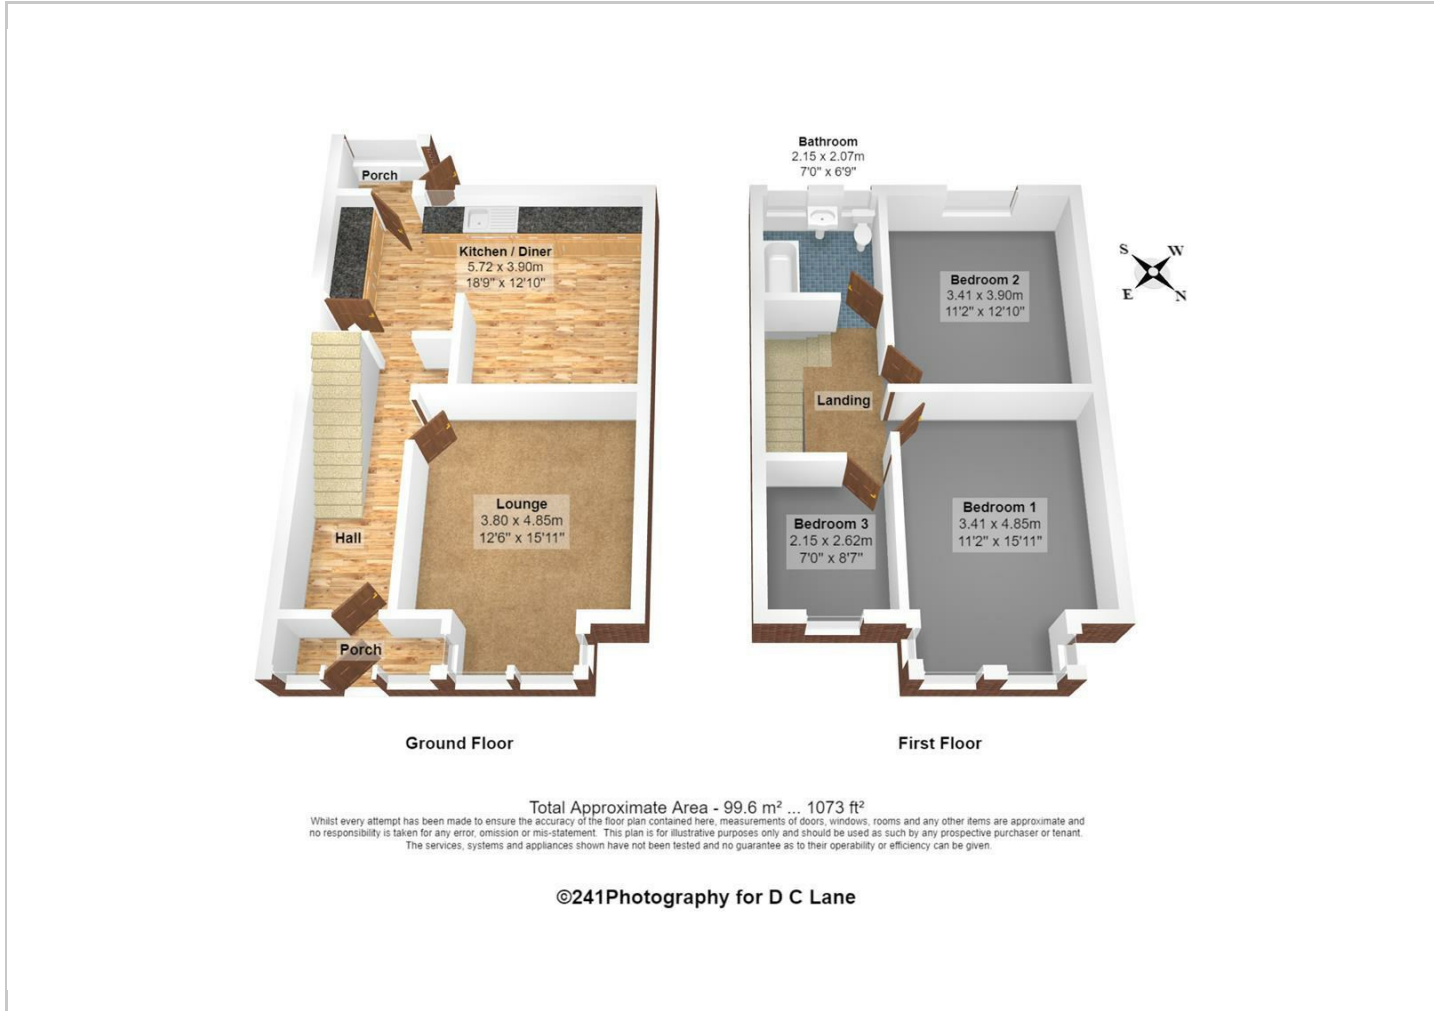 Bathroom
2.15 x 2.07m
7'0" x 6'9"
Porch
Kitchen / Diner
5.72 x 3.90m
18'9" x 12'10"
Bedroom 2
3.41 x 3.90m
11'2" x 12'10"
S W
E N
Landing
Lounge
3.80 x 4.85m
12'6" x 15'11"
Hall
Bedroom 3
2.15 x 2.62m
7'0" x 8'7"
Bedroom 1
3.41 x 4.85m
11'2" x 15'11"
Porch
Ground Floor
First Floor
Total Approximate Area - 99.6 m² ... 1073 ft²
Whilst every attempt has been made to ensure the accuracy of the floor plan contained here, measurements of doors, windows, rooms and any other items are approximate and
no responsibility is taken for any error, omission or mis-statement. This plan is for illustrative purposes only and should be used as such by any prospective purchaser or tenant.
The services, systems and appliances shown have not been tested and no guarantee as to their operability or efficiency can be given.
©241Photography for D C Lane